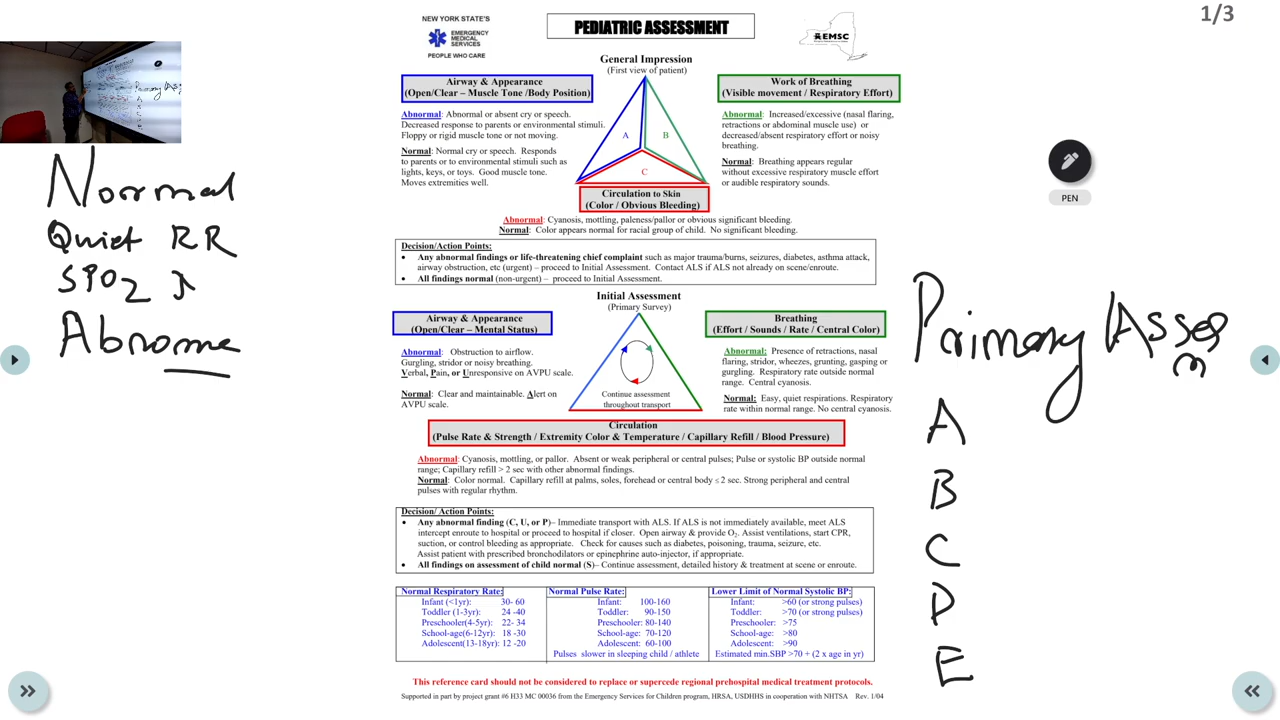 1/3
NEW YORK STATE'S
EMERGENCY
MEDICAL
SERVICES
PEOPLE WHO CARE
PEDIATRIC ASSESSMENT
EMSC
General Impression
(First view of patient)
Airway & Appearance
(Open/Clear – Muscle Tone /Body Position)
Abnormal: Abnormal or absent cry or speech.
Decreased response to parents or environmental stimuli.
Floppy or rigid muscle tone or not moving.
Normal: Normal cry or speech. Responds
to parents or to environmental stimuli such as
lights, keys, or toys. Good muscle tone.
Moves extremities well.
A
B
C
Work of Breathing
(Visible movement / Respiratory Effort)
Abnormal: Increased/excessive (nasal flaring,
retractions or abdominal muscle use) or
decreased/absent respiratory effort or noisy
breathing.
Normal: Breathing appears regular
without excessive respiratory muscle effort
or audible respiratory sounds.
Circulation to Skin
(Color / Obvious Bleeding)
Abnormal: Cyanosis, mottling, paleness/pallor or obvious significant bleeding.
Normal: Color appears normal for racial group of child. No significant bleeding.
Decision/Action Points:
• Any abnormal findings or life-threatening chief complaint such as major trauma/burns, seizures, diabetes, asthma attack,
airway obstruction, etc (urgent) – proceed to Initial Assessment. Contact ALS if ALS not already on scene/enroute.
• All findings normal (non-urgent) – proceed to Initial Assessment.
Initial Assessment
(Primary Survey)
Airway & Appearance
(Open/Clear – Mental Status)
Abnormal: Obstruction to airflow.
Gurgling, stridor or noisy breathing.
Verbal, Pain, or Unresponsive on AVPU scale.
Normal: Clear and maintainable. Alert on
AVPU scale.
Continue assessment
throughout transport
Breathing
(Effort / Sounds / Rate / Central Color)
Abnormal: Presence of retractions, nasal
flaring, stridor, wheezes, grunting, gasping or
gurgling. Respiratory rate outside normal
range. Central cyanosis.
Normal: Easy, quiet respirations. Respiratory
rate within normal range. No central cyanosis.
Circulation
(Pulse Rate & Strength / Extremity Color & Temperature / Capillary Refill / Blood Pressure)
Abnormal: Cyanosis, mottling, or pallor. Absent or weak peripheral or central pulses; Pulse or systolic BP outside normal
range; Capillary refill > 2 sec with other abnormal findings.
Normal: Color normal. Capillary refill at palms, soles, forehead or central body ≤ 2 sec. Strong peripheral and central
pulses with regular rhythm.
Decision/ Action Points:
• Any abnormal finding (C, U, or P)– Immediate transport with ALS. If ALS is not immediately available, meet ALS
intercept enroute to hospital or proceed to hospital if closer. Open airway & provide O2. Assist ventilations, start CPR,
suction, or control bleeding as appropriate. Check for causes such as diabetes, poisoning, trauma, seizure, etc.
Assist patient with prescribed bronchodilators or epinephrine auto-injector, if appropriate.
• All findings on assessment of child normal (S)– Continue assessment, detailed history & treatment at scene or enroute.
Normal Respiratory Rate:
Infant (<1yr): 30- 60
Toddler (1-3yr): 24 -40
Preschooler(4-5yr): 22- 34
School-age(6-12yr): 18 -30
Adolescent(13-18yr): 12 -20
Normal Pulse Rate:
Infant: 100-160
Toddler: 90-150
Preschooler: 80-140
School-age: 70-120
Adolescent: 60-100
Pulses slower in sleeping child / athlete
Lower Limit of Normal Systolic BP:
Infant: >60 (or strong pulses)
Toddler: >70 (or strong pulses)
Preschooler: >75
School-age: >80
Adolescent: >90
Estimated min.SBP >70 + (2 x age in yr)
This reference card should not be considered to replace or supercede regional prehospital medical treatment protocols.
Supported in part by project grant #6 H33 MC 00036 from the Emergency Services for Children program, HRSA, USDHHS in cooperation with NHTSA Rev. 1/04
Normal
Quiet RR
SPO2 N
Abnorme
PEN
Primary Asses
m
A
B
C
D
E